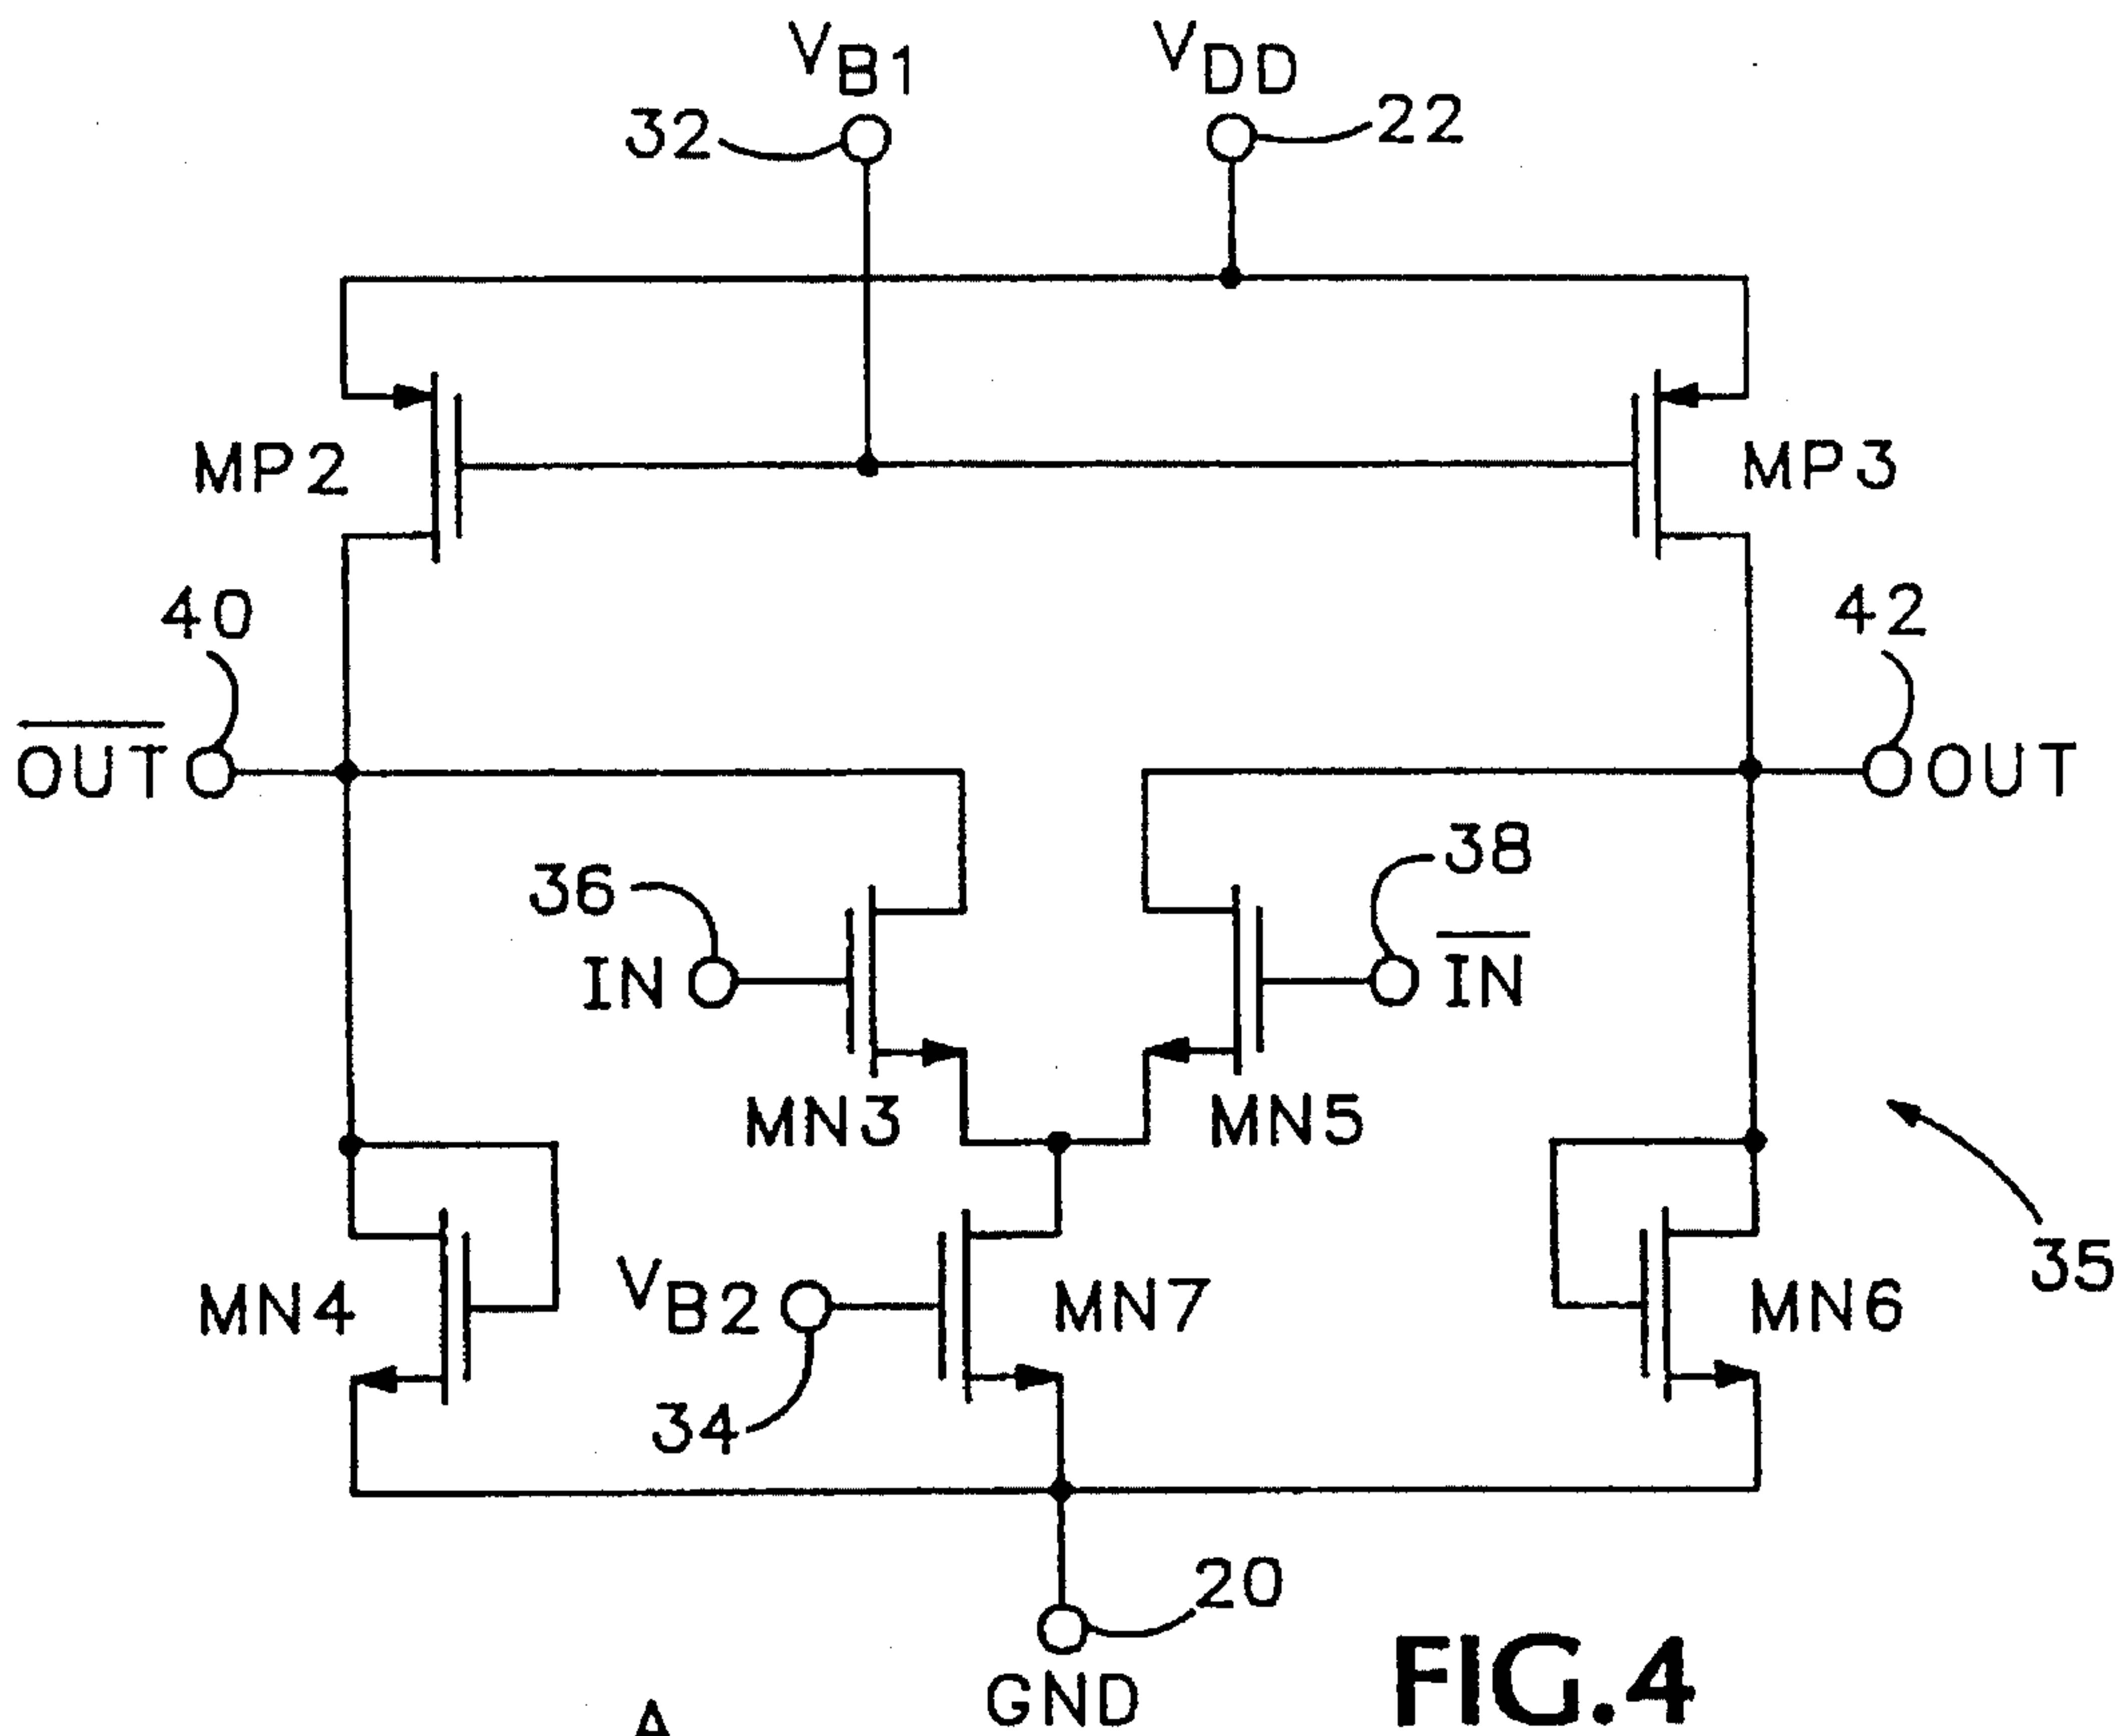 VB1
VDD
32
22
MP2
MP3
40
42
OUT
OUT
36
38
IN
IN
MN3
MN5
35
MN4
VB2
MN7
MN6
34
20
GND
FIG.4
A